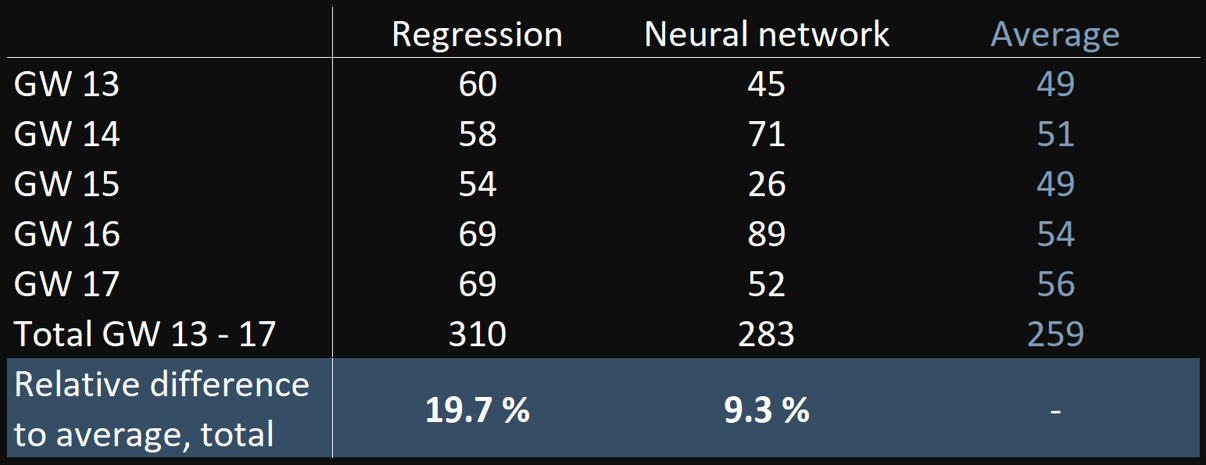 Regression Neural network Average
GW 13 60 45 49
GW 14 58 71 51
GW 15 54 26 49
GW 16 69 89 54
GW 17 69 52 56
Total GW 13 - 17 310 283 259
Relative difference
to average, total 19.7 % 9.3 % -